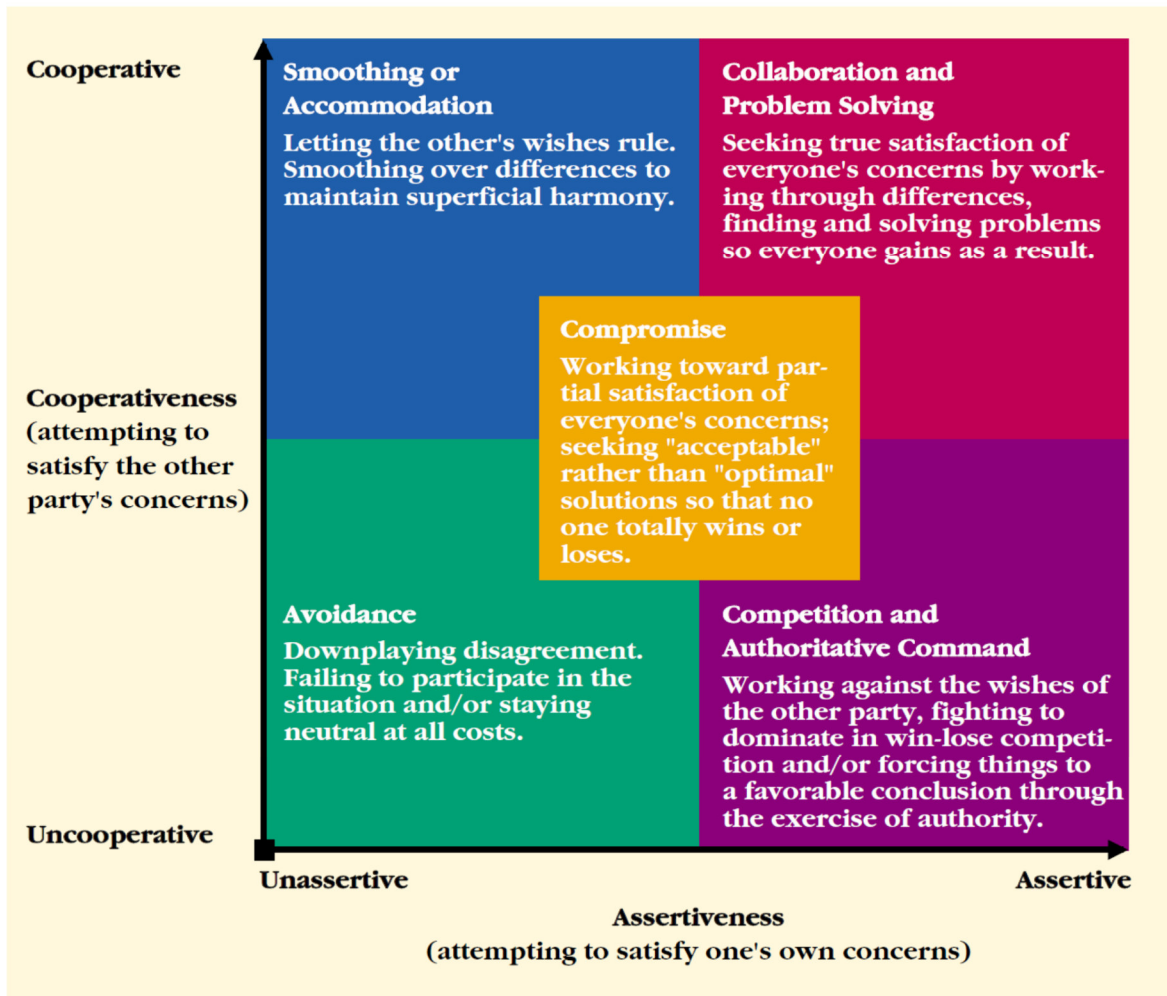 Cooperative
Smoothing or
Accommodation
Letting the other's wishes rule.
Smoothing over differences to
maintain superficial harmony.
Collaboration and
Problem Solving
Seeking true satisfaction of
everyone's concerns by work-
ing through differences,
finding and solving problems
so everyone gains as a result.
Compromise
Working toward par-
tial satisfaction of
everyone's concerns;
seeking "acceptable"
rather than "optimal"
solutions so that no
one totally wins or
loses.
Cooperativeness
(attempting to
satisfy the other
party's concerns)
Avoidance
Downplaying disagreement.
Failing to participate in the
situation and/or staying
neutral at all costs.
Competition and
Authoritative Command
Working against the wishes of
the other party, fighting to
dominate in win-lose competi-
tion and/or forcing things to
a favorable conclusion through
the exercise of authority.
Uncooperative
Unassertive
Assertive
Assertiveness
(attempting to satisfy one's own concerns)